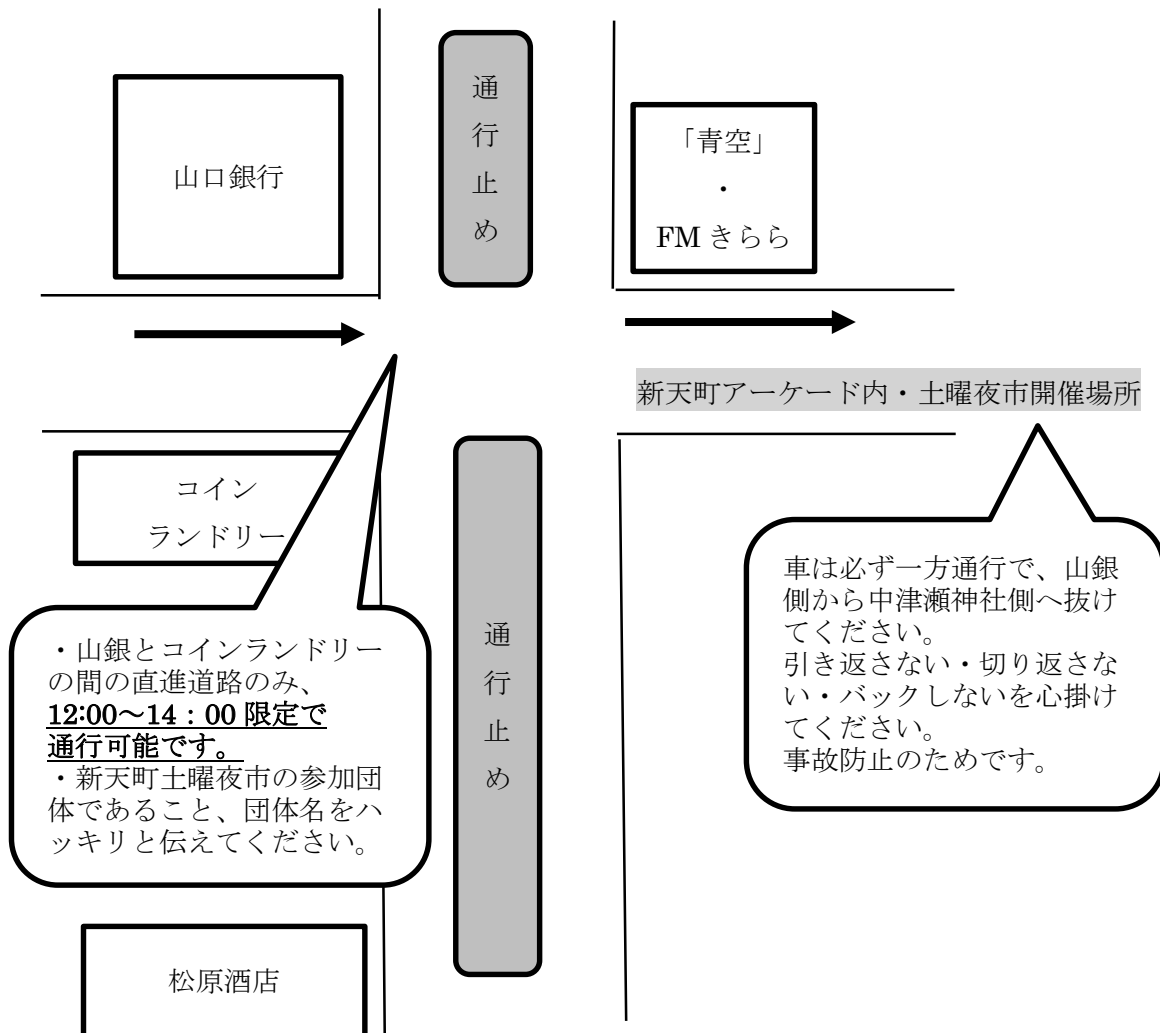 通
行
止
め
山口銀行
「青空」
・
FMきらら
新天町アーケード内・土曜夜市開催場所
コイン
ランドリー
・山銀とコインランドリー
の間の直進道路のみ、
12:00～14：00 限定で
通行可能です。
・新天町土曜夜市の参加団
体であること、団体名をハ
ッキリと伝えてください。
通
行
止
め
車は必ず一方通行で、山銀
側から中津瀬神社側へ抜け
てください。
引き返さない・切り返さな
い・バックしないを心掛け
てください。
事故防止のためです。
松原酒店